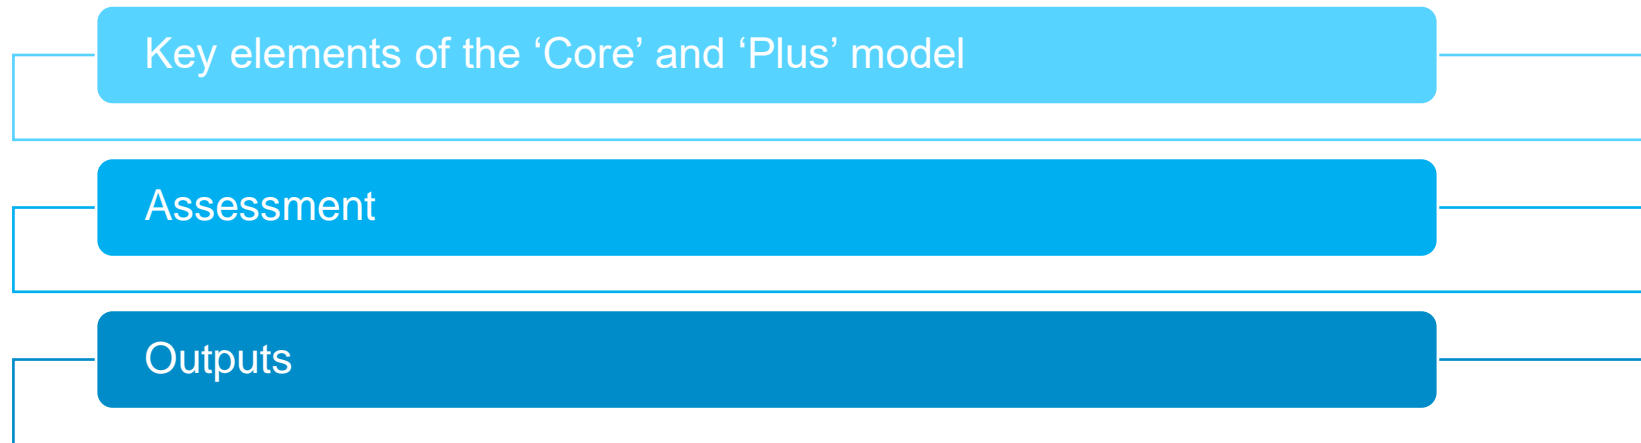 Key elements of the ‘Core’ and ‘Plus’ model
Assessment
Outputs